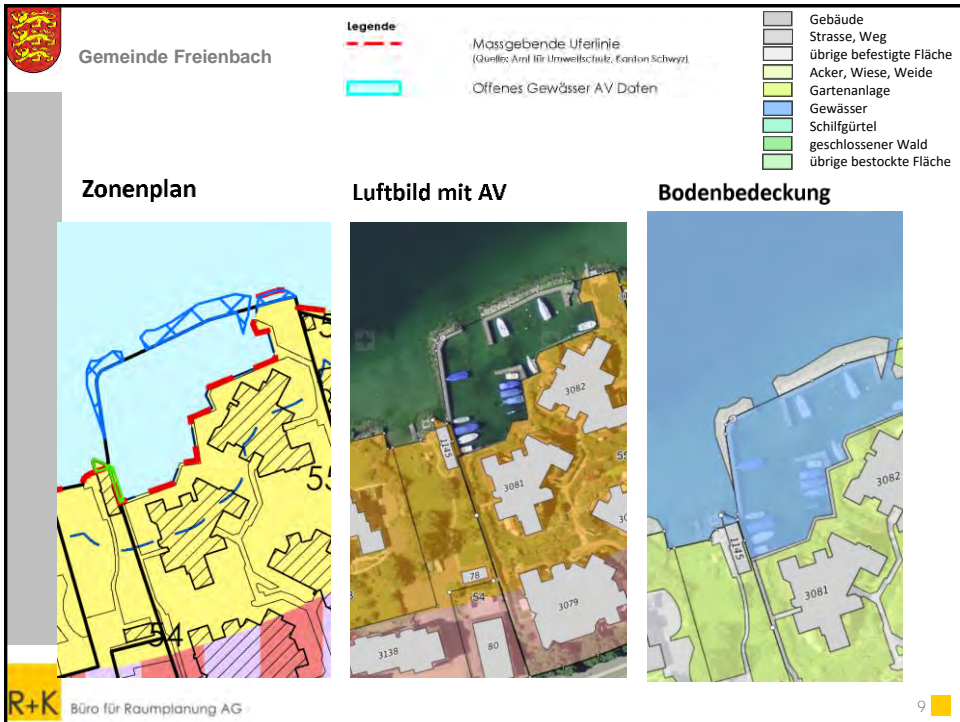 Gemeinde Freienbach
Legende
Massgebende Uferlinie
(Quelle: Amt für Umweltschutz, Kanton Schwyz)
Offenes Gewässer AV Daten
Gebäude
Strasse, Weg
übrige befestigte Fläche
Acker, Wiese, Weide
Gartenanlage
Gewässer
Schilfgürtel
geschlossener Wald
übrige bestockte Fläche
Zonenplan
Luftbild mit AV
Bodenbedeckung
54
3082
1145
3081
78
54
3079
3138
80
3082
1145
3081
R+K Büro für Raumplanung AG
9